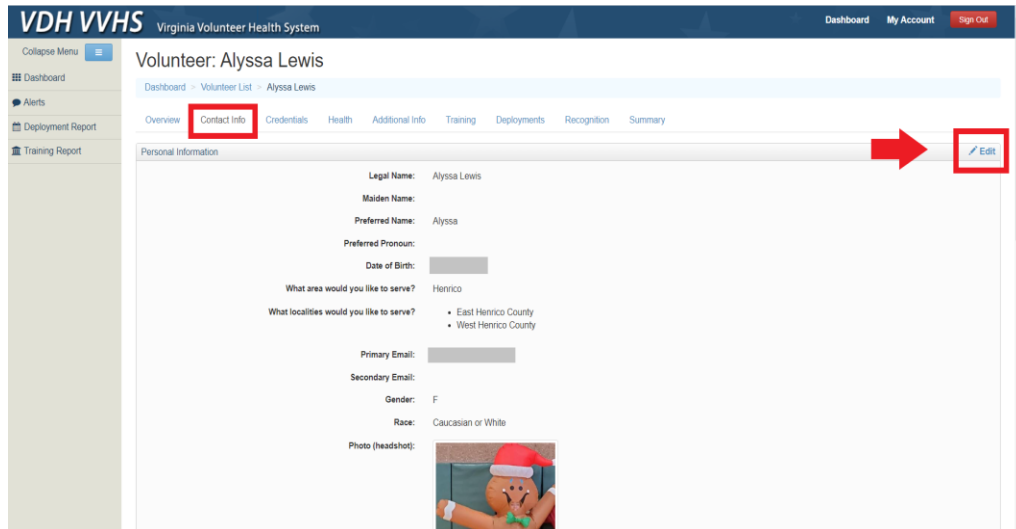 VDH VVHS Virginia Volunteer Health System
Dashboard My Account Sign Out
Collapse Menu
Dashboard
Alerts
Deployment Report
Training Report
Volunteer: Alyssa Lewis
Dashboard > Volunteer List > Alyssa Lewis
Overview Contact Info Credentials Health Additional Info Training Deployments Recognition Summary
Personal Information Edit
Legal Name: Alyssa Lewis
Maiden Name:
Preferred Name: Alyssa
Preferred Pronoun:
Date of Birth:
What area would you like to serve? Henrico
What localities would you like to serve? • East Henrico County
• West Henrico County
Primary Email:
Secondary Email:
Gender: F
Race: Caucasian or White
Photo (headshot):